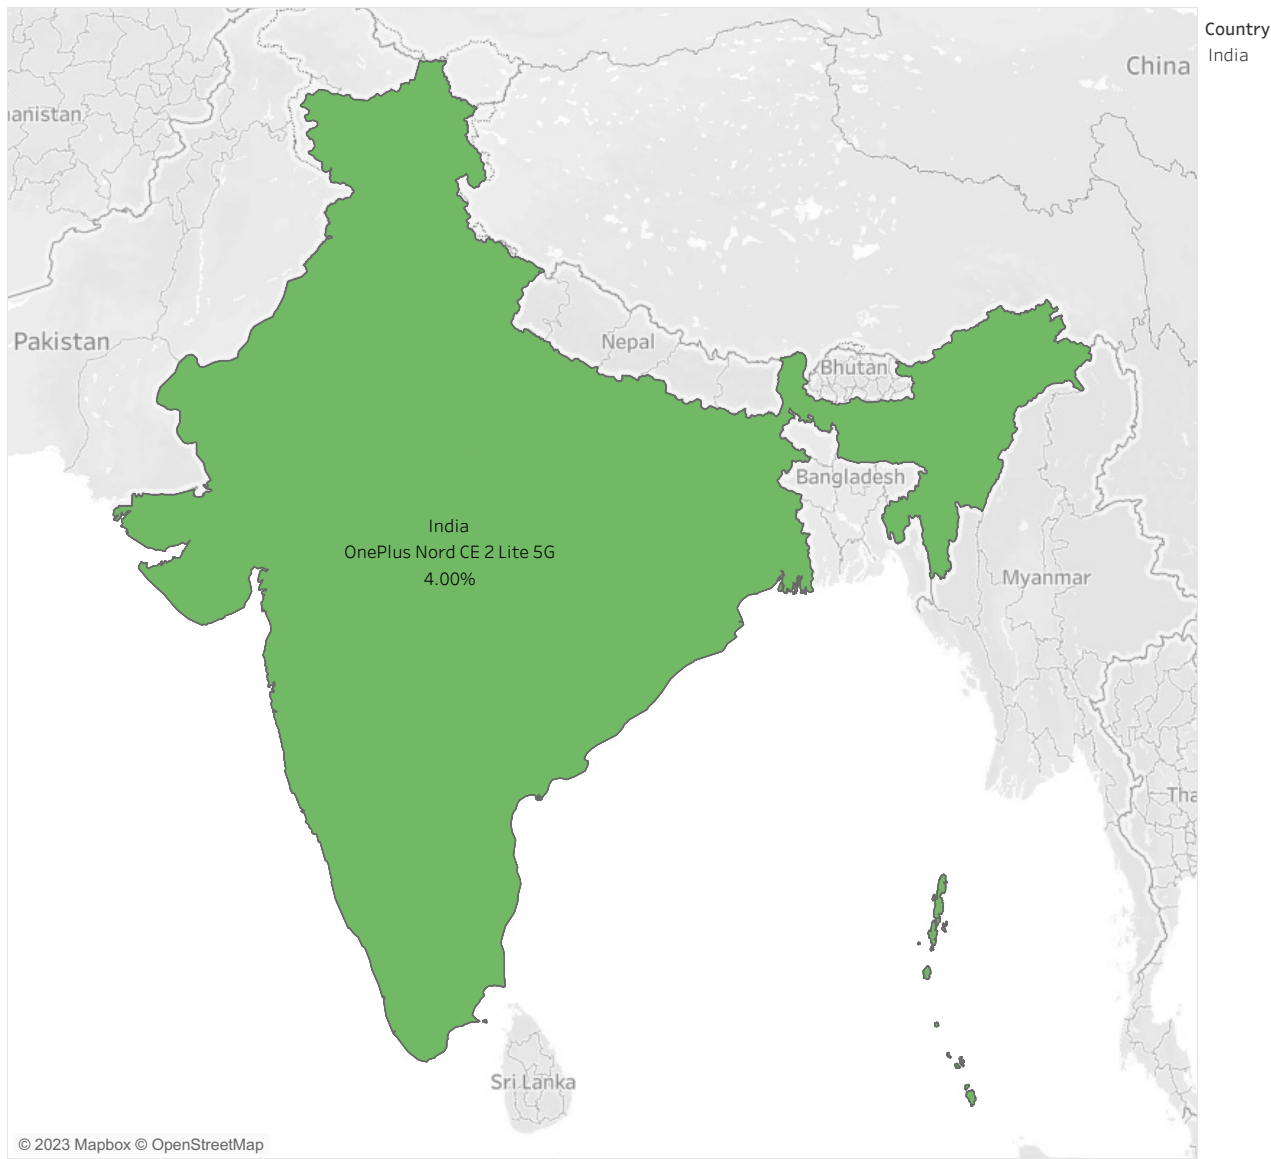 Country
India
China
hanistan
Pakistan
Nepal
Bhutan
Bangladesh
India
OnePlus Nord CE 2 Lite 5G
4.00%
Myanmar
Tha
Sri Lanka
© 2023 Mapbox © OpenStreetMap